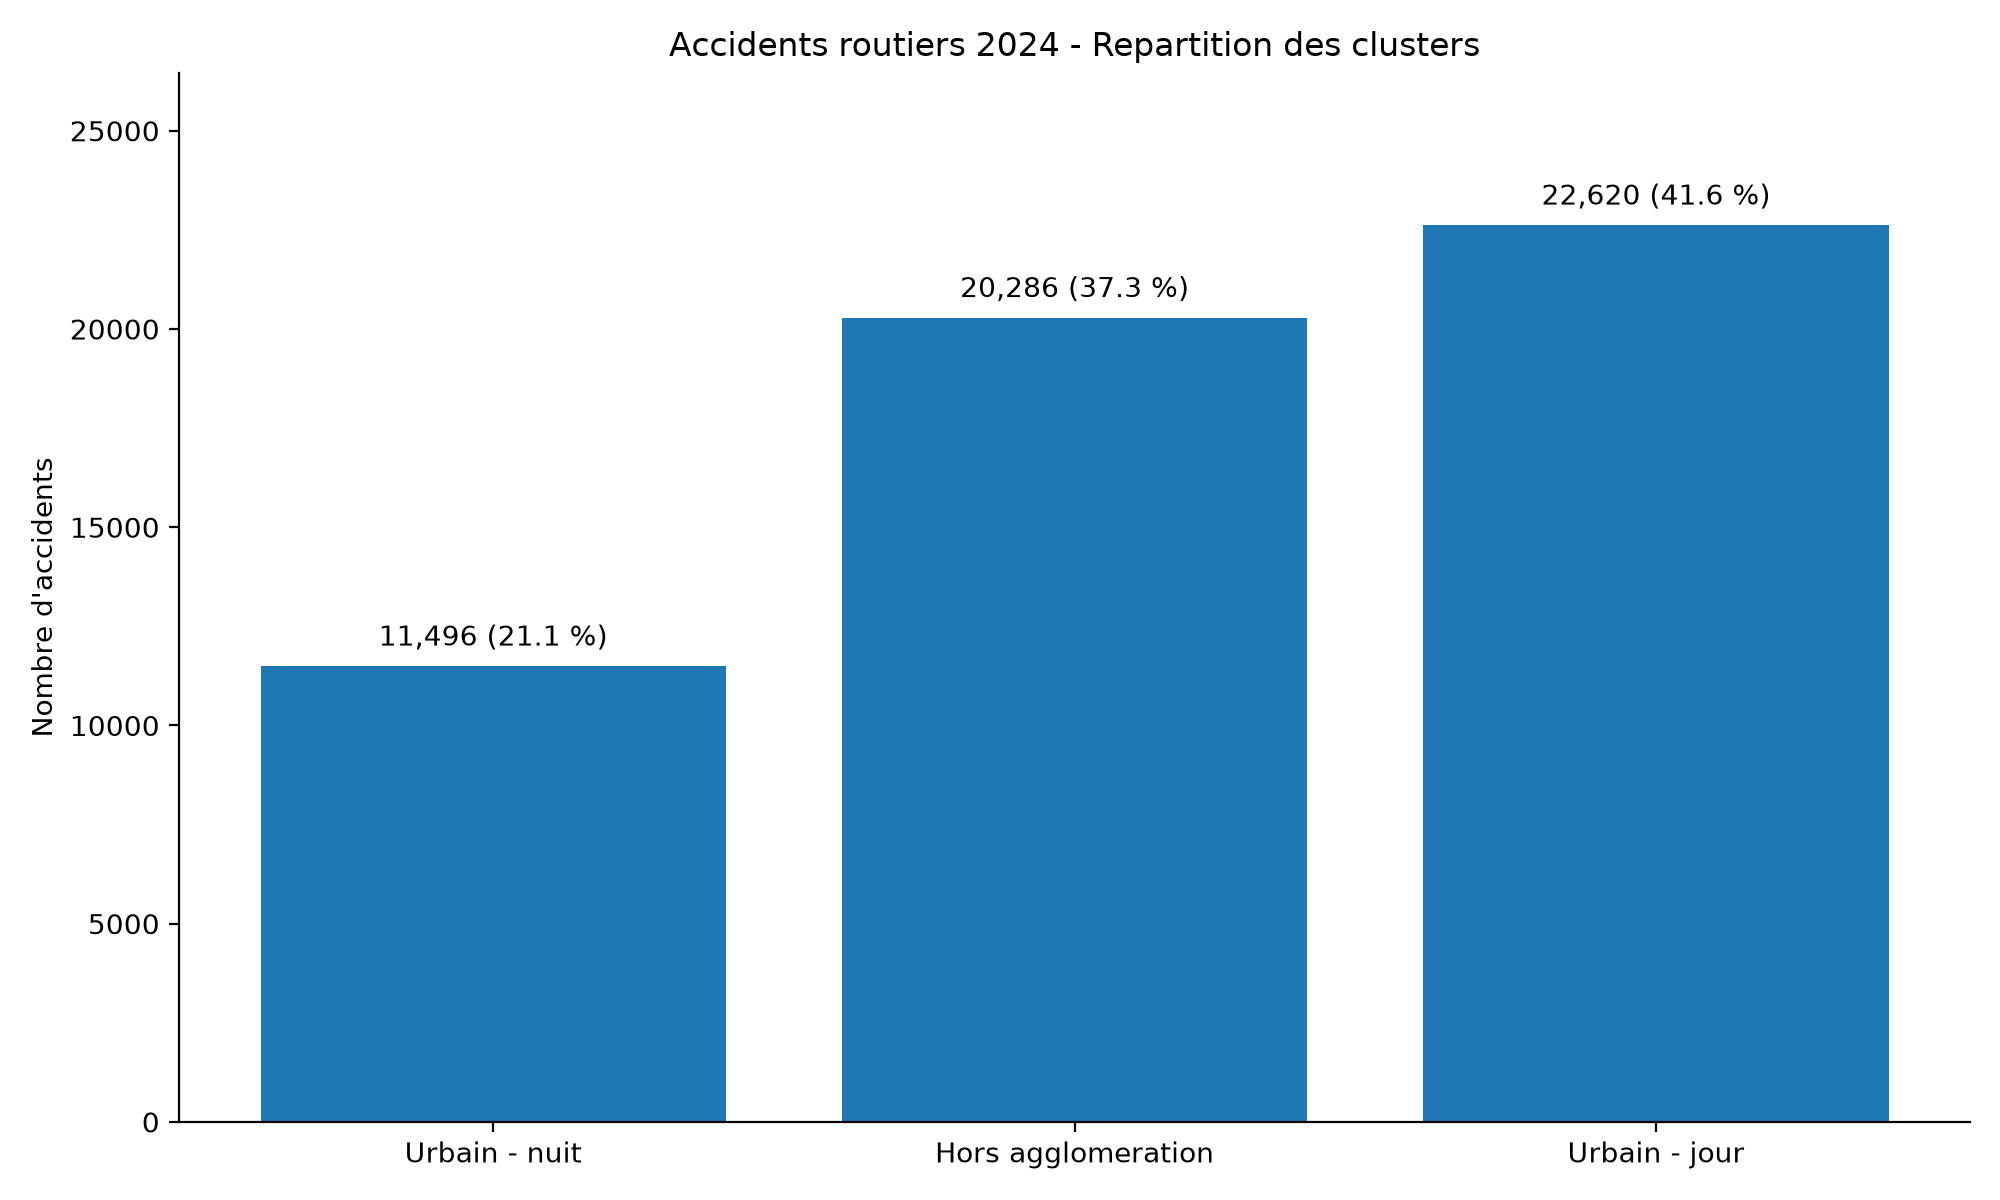 Accidents routiers 2024 - Repartition des clusters
Nombre d'accidents
25000
20000
15000
10000
5000
0
11,496 (21.1 %)
20,286 (37.3 %)
22,620 (41.6 %)
Urbain - nuit
Hors agglomeration
Urbain - jour